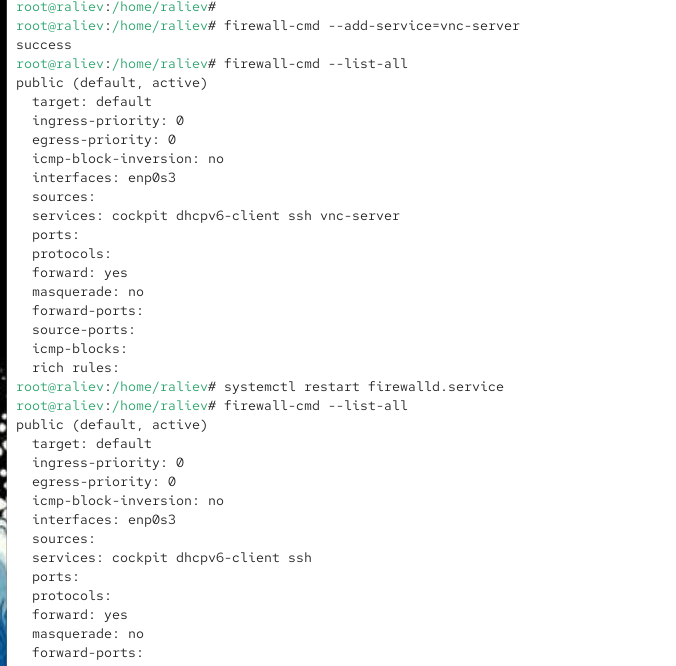 root@raliev:/home/raliev#
root@raliev:/home/raliev# firewall-cmd --add-service=vnc-server
success
root@raliev:/home/raliev# firewall-cmd --list-all
public (default, active)
  target: default
  ingress-priority: 0
  egress-priority: 0
  icmp-block-inversion: no
  interfaces: enp0s3
  sources:
  services: cockpit dhcpv6-client ssh vnc-server
  ports:
  protocols:
  forward: yes
  masquerade: no
  forward-ports:
  source-ports:
  icmp-blocks:
  rich rules:
root@raliev:/home/raliev# systemctl restart firewalld.service
root@raliev:/home/raliev# firewall-cmd --list-all
public (default, active)
  target: default
  ingress-priority: 0
  egress-priority: 0
  icmp-block-inversion: no
  interfaces: enp0s3
  sources:
  services: cockpit dhcpv6-client ssh
  ports:
  protocols:
  forward: yes
  masquerade: no
  forward-ports: